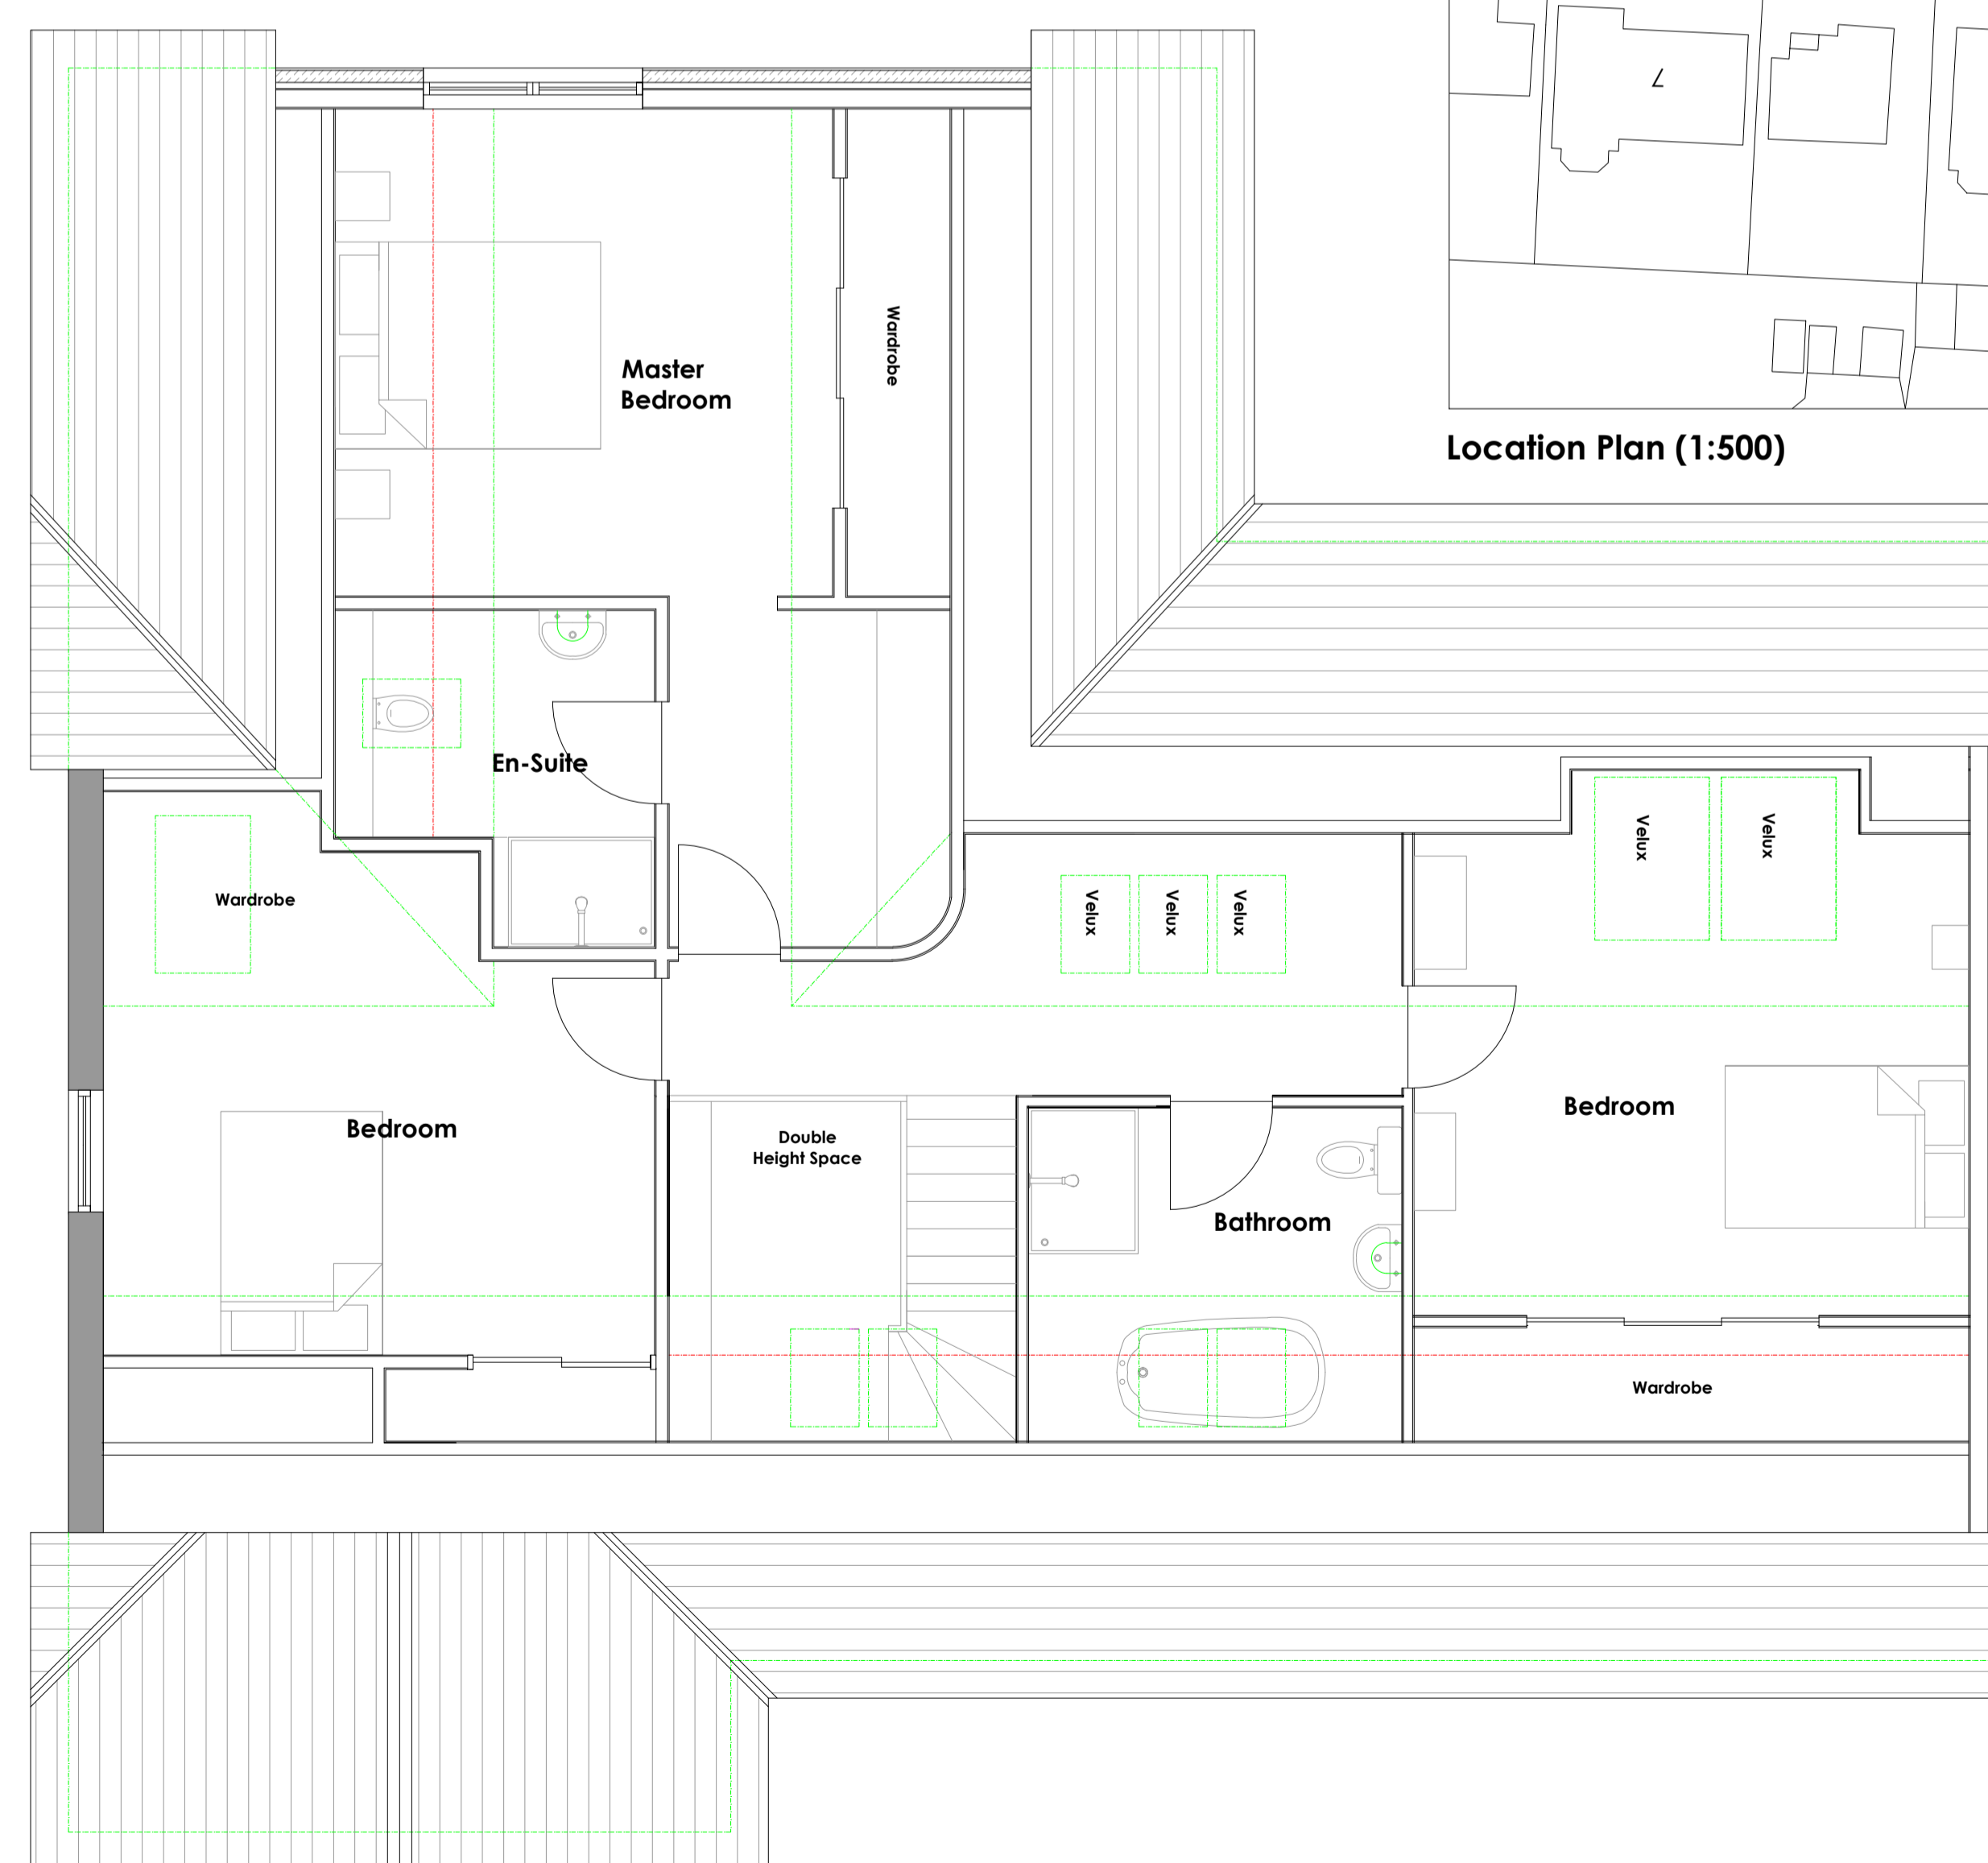 7
Location Plan (1:500)
Master
Bedroom
Wardrobe
En-Suite
Wardrobe
Velux
Velux
Velux
Velux
Velux
Bedroom
Double
Height Space
Bathroom
Bedroom
Wardrobe